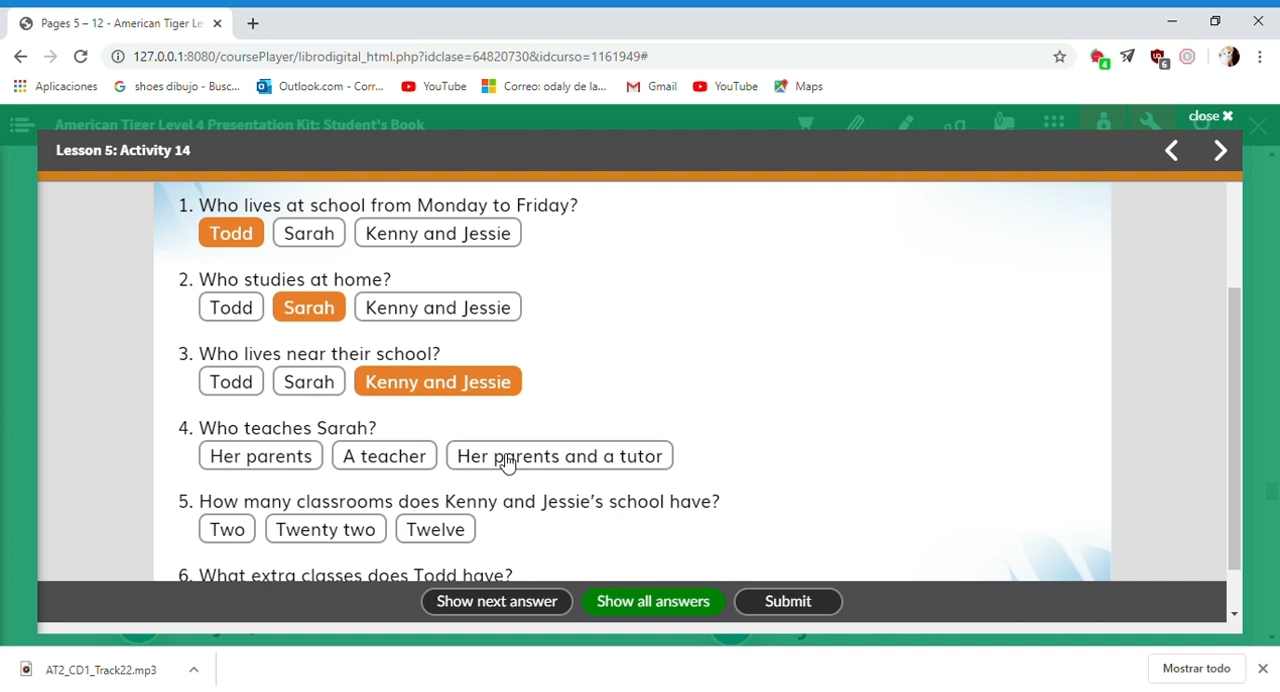 Pages 5 – 12 - American Tiger Le
127.0.0.1:8080/coursePlayer/librodigital_html.php?idclase=64820730&idcurso=1161949#
4
6
Aplicaciones shoes dibujo - Busc... Outlook.com - Corr... YouTube Correo: odaly de la... Gmail YouTube Maps
American Tiger Level 4 Presentation Kit: Student's Book
close
Lesson 5: Activity 14
1. Who lives at school from Monday to Friday?
Todd Sarah Kenny and Jessie
2. Who studies at home?
Todd Sarah Kenny and Jessie
3. Who lives near their school?
Todd Sarah Kenny and Jessie
4. Who teaches Sarah?
Her parents A teacher Her parents and a tutor
5. How many classrooms does Kenny and Jessie's school have?
Two Twenty two Twelve
6. What extra classes does Todd have?
Show next answer Show all answers Submit
AT2_CD1_Track22.mp3
Mostrar todo